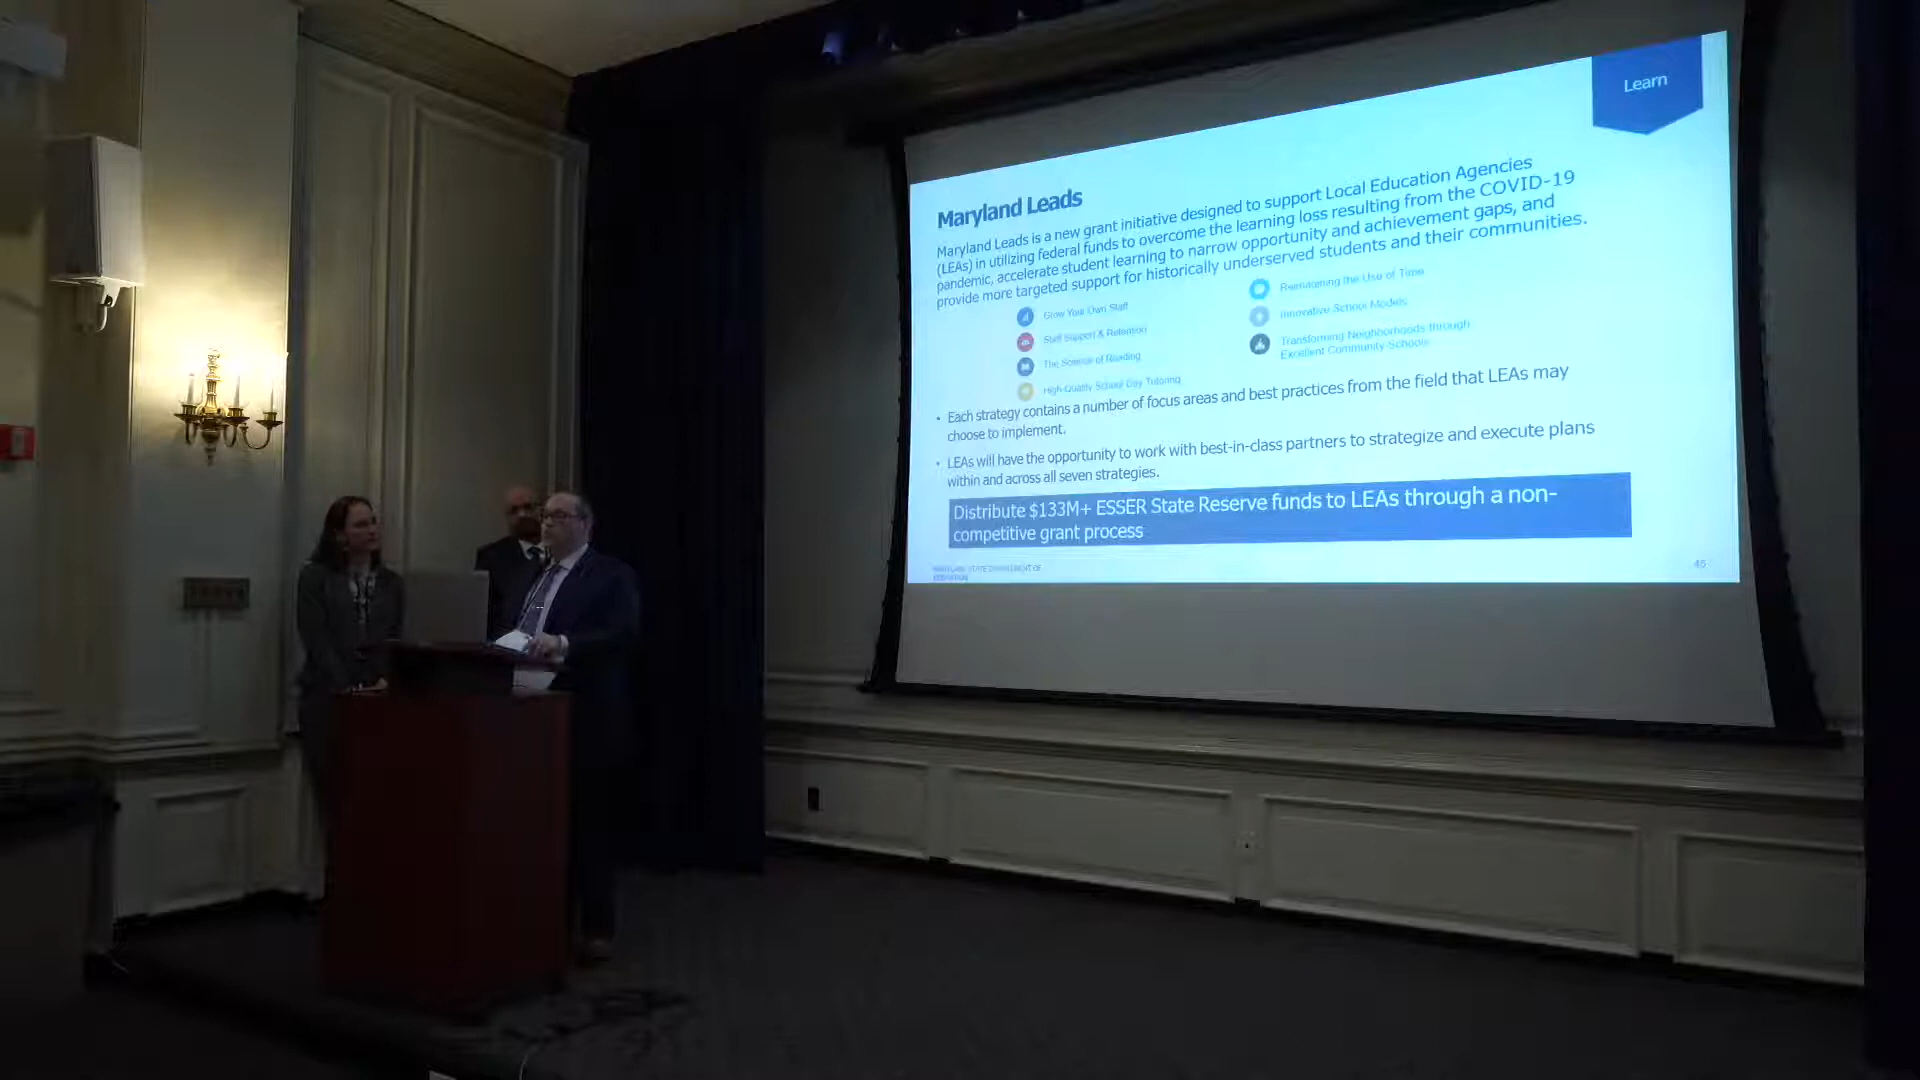 Learn
Maryland Leads
Maryland Leads is a new grant initiative designed to support Local Education Agencies
(LEAs) in utilizing federal funds to overcome the learning loss resulting from the COVID-19
pandemic, accelerate student learning to narrow opportunity and achievement gaps, and
provide more targeted support for historically underserved students and their communities.
Grow Your Own Staff
Staff Support & Retention
The Science of Reading
High-Quality School Day Tutoring
Reimagining the Use of Time
Innovative School Models
Transforming Neighborhoods through
Excellent Community Schools
• Each strategy contains a number of focus areas and best practices from the field that LEAs may
choose to implement.
• LEAs will have the opportunity to work with best-in-class partners to strategize and execute plans
within and across all seven strategies.
Distribute $133M+ ESSER State Reserve funds to LEAs through a non-
competitive grant process
MARYLAND STATE DEPARTMENT OF
EDUCATION
45